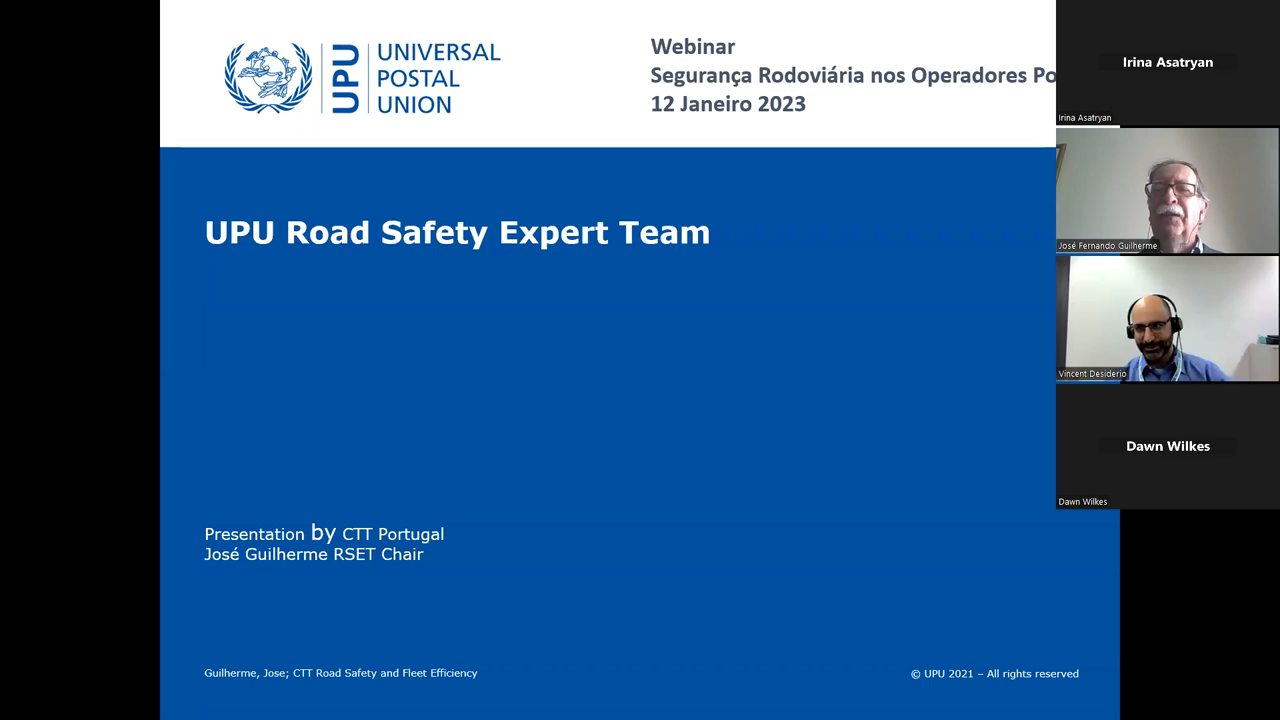 UPU
UNIVERSAL
POSTAL
UNION
Webinar
Segurança Rodoviária nos Operadores Po
12 Janeiro 2023
UPU Road Safety Expert Team
Presentation by CTT Portugal
José Guilherme RSET Chair
Guilherme, Jose; CTT Road Safety and Fleet Efficiency
© UPU 2021 – All rights reserved
Irina Asatryan
Irina Asatryan
José Fernando Guilherme
Vincent Desiderio
Dawn Wilkes
Dawn Wilkes